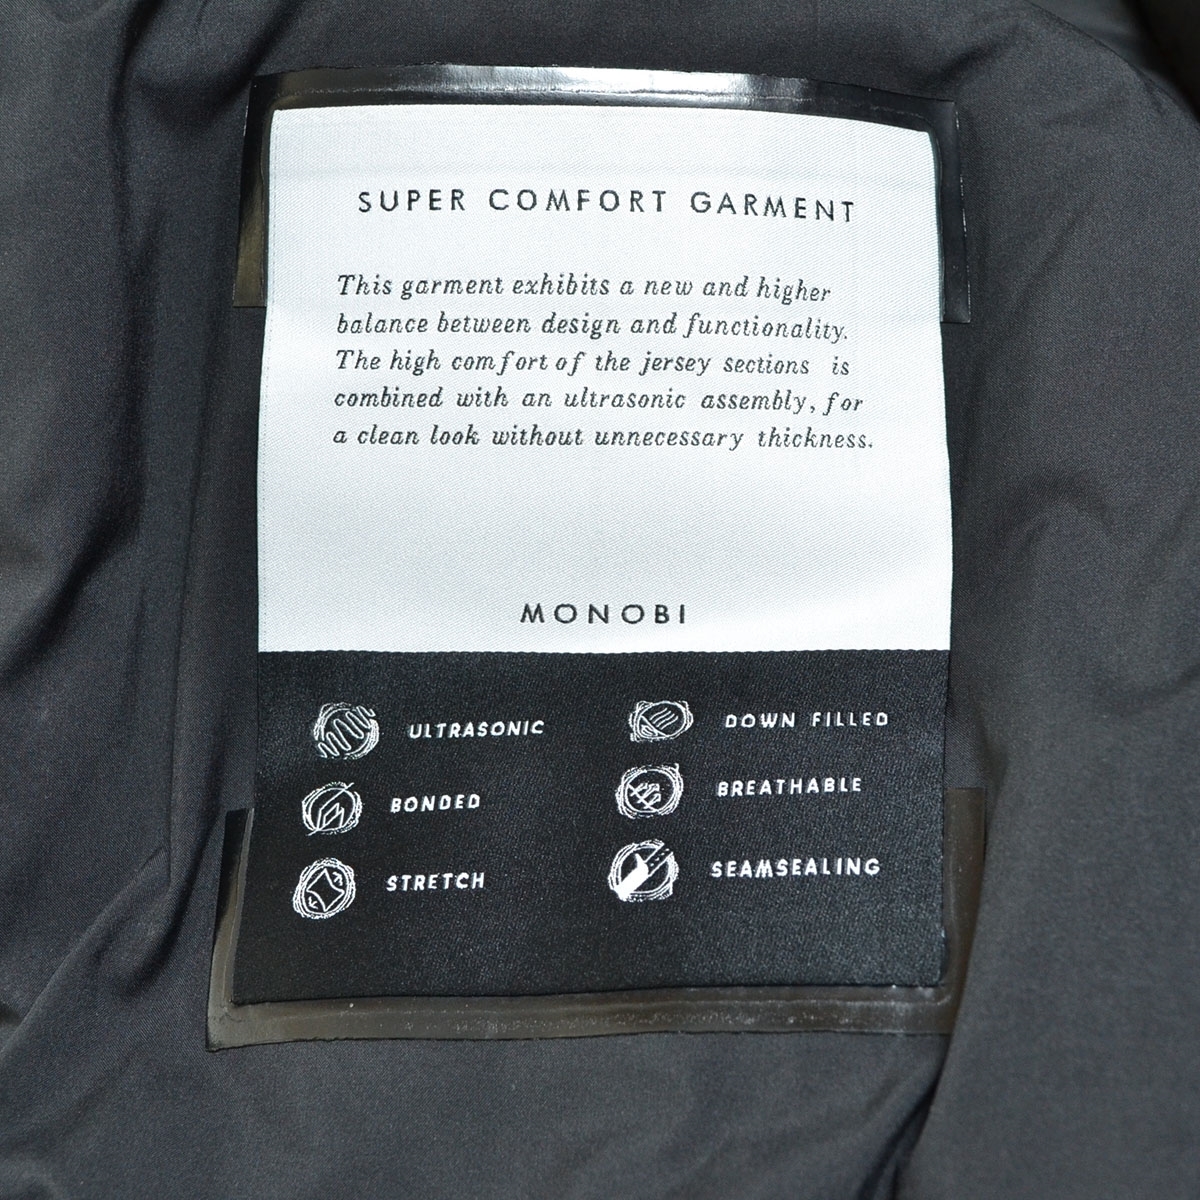 SUPER COMFORT GARMENT
This garment exhibits a new and higher
balance between design and functionality.
The high comfort of the jersey sections is
combined with an ultrasonic assembly, for
a clean look without unnecessary thickness.
MONOBI
ULTRASONIC
BONDED
STRETCH
DOWN FILLED
BREATHABLE
SEAMSEALING